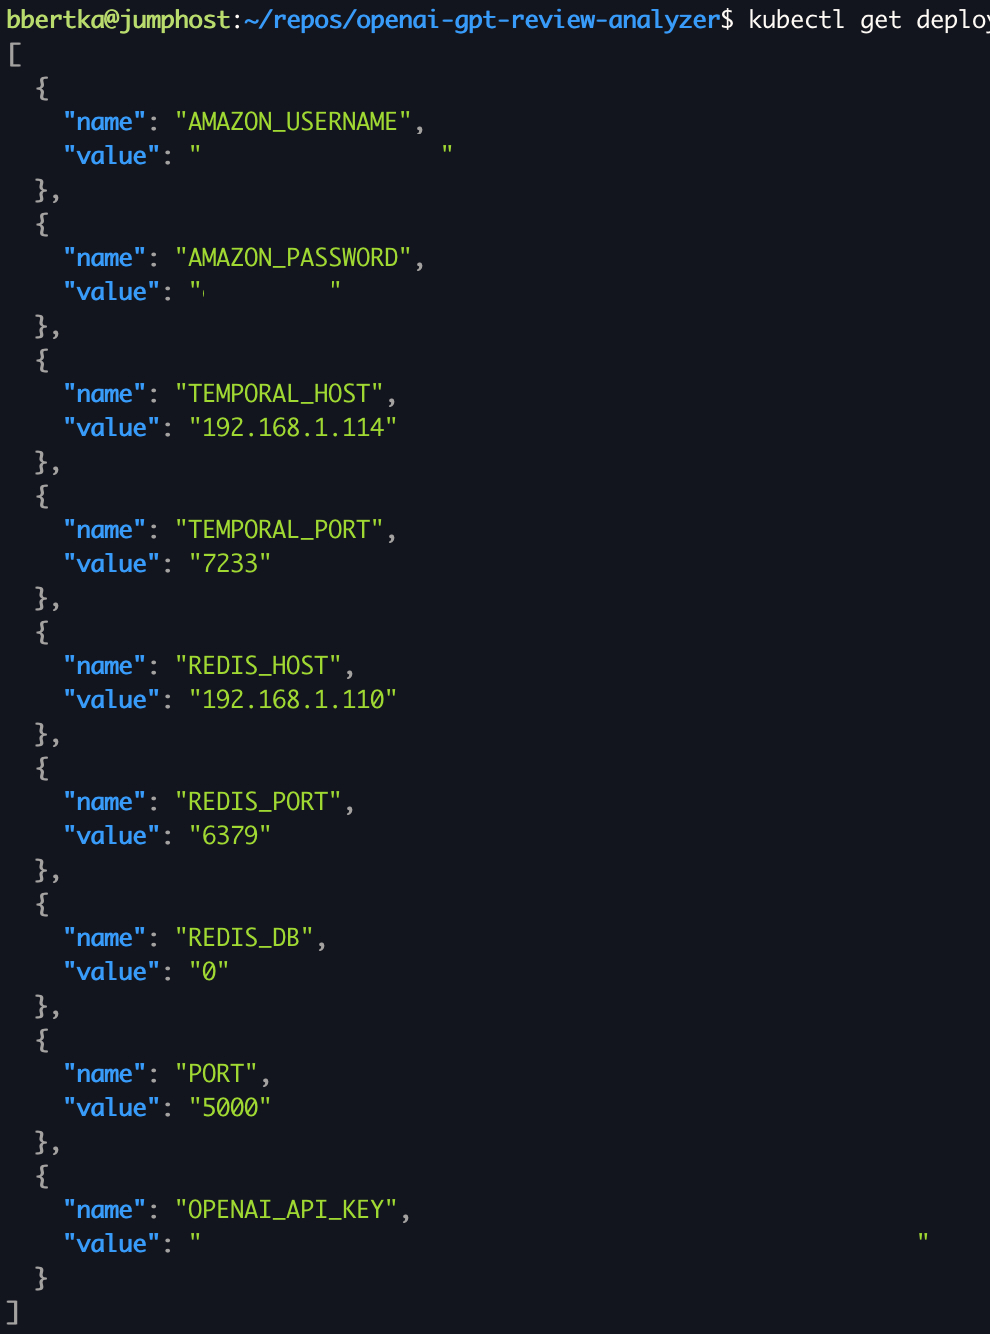 bbertka@jumphost:~/repos/openai-gpt-review-analyzer$ kubectl get deploy
[
  {
    "name": "AMAZON_USERNAME",
    "value": "                 "
  },
  {
    "name": "AMAZON_PASSWORD",
    "value": "         "
  },
  {
    "name": "TEMPORAL_HOST",
    "value": "192.168.1.114"
  },
  {
    "name": "TEMPORAL_PORT",
    "value": "7233"
  },
  {
    "name": "REDIS_HOST",
    "value": "192.168.1.110"
  },
  {
    "name": "REDIS_PORT",
    "value": "6379"
  },
  {
    "name": "REDIS_DB",
    "value": "0"
  },
  {
    "name": "PORT",
    "value": "5000"
  },
  {
    "name": "OPENAI_API_KEY",
    "value": "                                                   "
  }
]